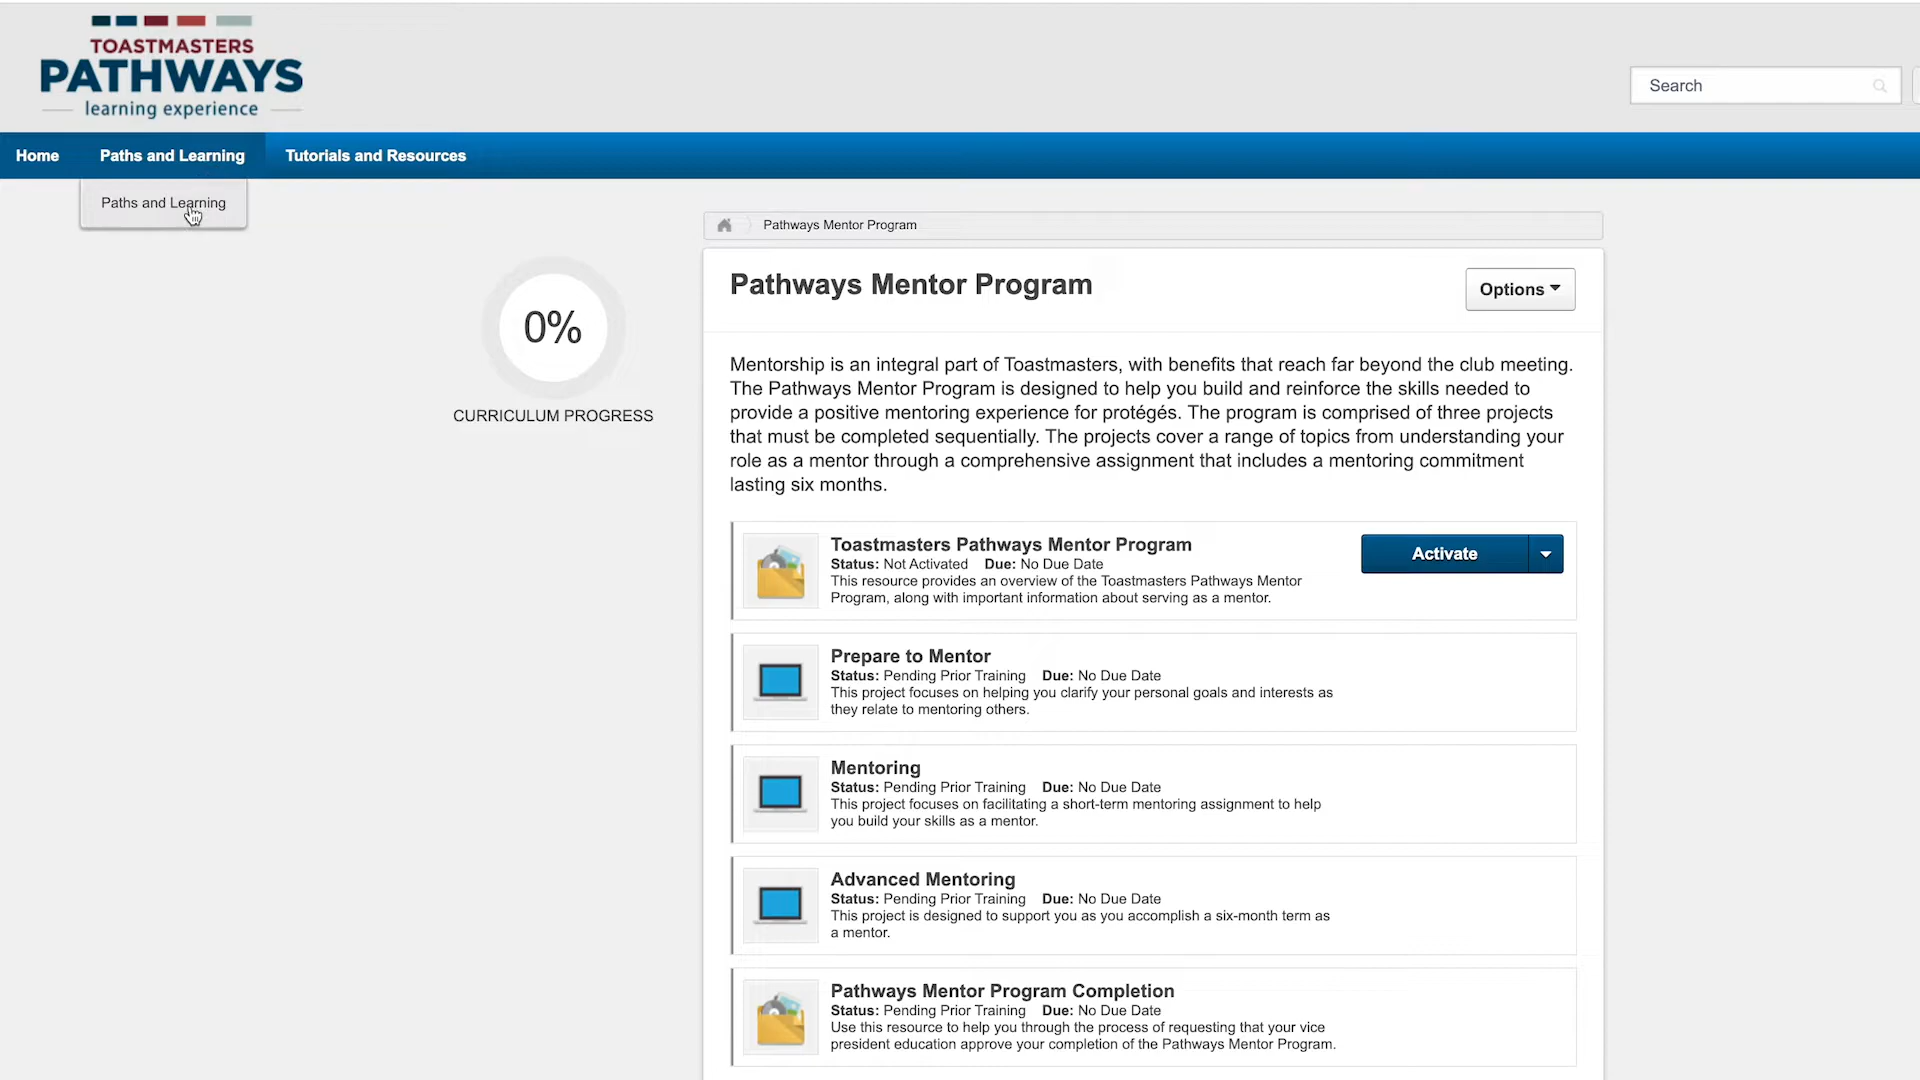 TOASTMASTERS
PATHWAYS
learning experience
Search
Home
Paths and Learning
Tutorials and Resources
Paths and Learning
Pathways Mentor Program
Pathways Mentor Program
Options
0%
CURRICULUM PROGRESS
Mentorship is an integral part of Toastmasters, with benefits that reach far beyond the club meeting.
The Pathways Mentor Program is designed to help you build and reinforce the skills needed to
provide a positive mentoring experience for protégés. The program is comprised of three projects
that must be completed sequentially. The projects cover a range of topics from understanding your
role as a mentor through a comprehensive assignment that includes a mentoring commitment
lasting six months.
Toastmasters Pathways Mentor Program
Status: Not Activated Due: No Due Date
This resource provides an overview of the Toastmasters Pathways Mentor
Program, along with important information about serving as a mentor.
Activate
Prepare to Mentor
Status: Pending Prior Training Due: No Due Date
This project focuses on helping you clarify your personal goals and interests as
they relate to mentoring others.
Mentoring
Status: Pending Prior Training Due: No Due Date
This project focuses on facilitating a short-term mentoring assignment to help
you build your skills as a mentor.
Advanced Mentoring
Status: Pending Prior Training Due: No Due Date
This project is designed to support you as you accomplish a six-month term as
a mentor.
Pathways Mentor Program Completion
Status: Pending Prior Training Due: No Due Date
Use this resource to help you through the process of requesting that your vice
president education approve your completion of the Pathways Mentor Program.